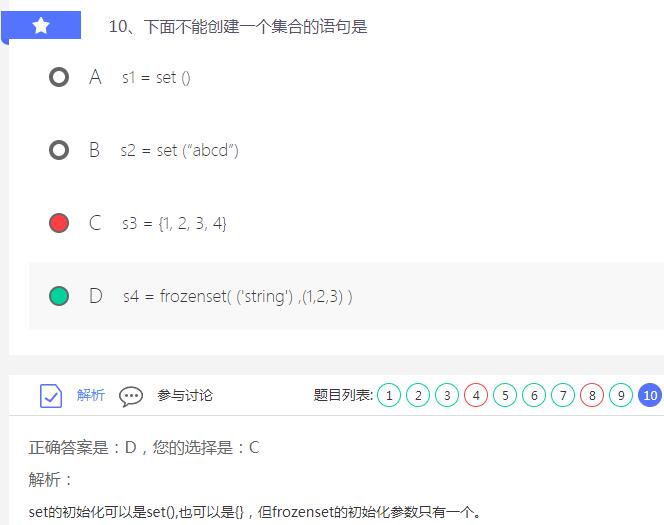 10、下面不能创建一个集合的语句是
A s1 = set ()
B s2 = set (“abcd”)
C s3 = {1, 2, 3, 4}
D s4 = frozenset( ('string') ,(1,2,3) )
解析 参与讨论 题目列表: 1 2 3 4 5 6 7 8 9 10
正确答案是：D，您的选择是：C
解析：
set的初始化可以是set(),也可以是{}，但frozenset的初始化参数只有一个。